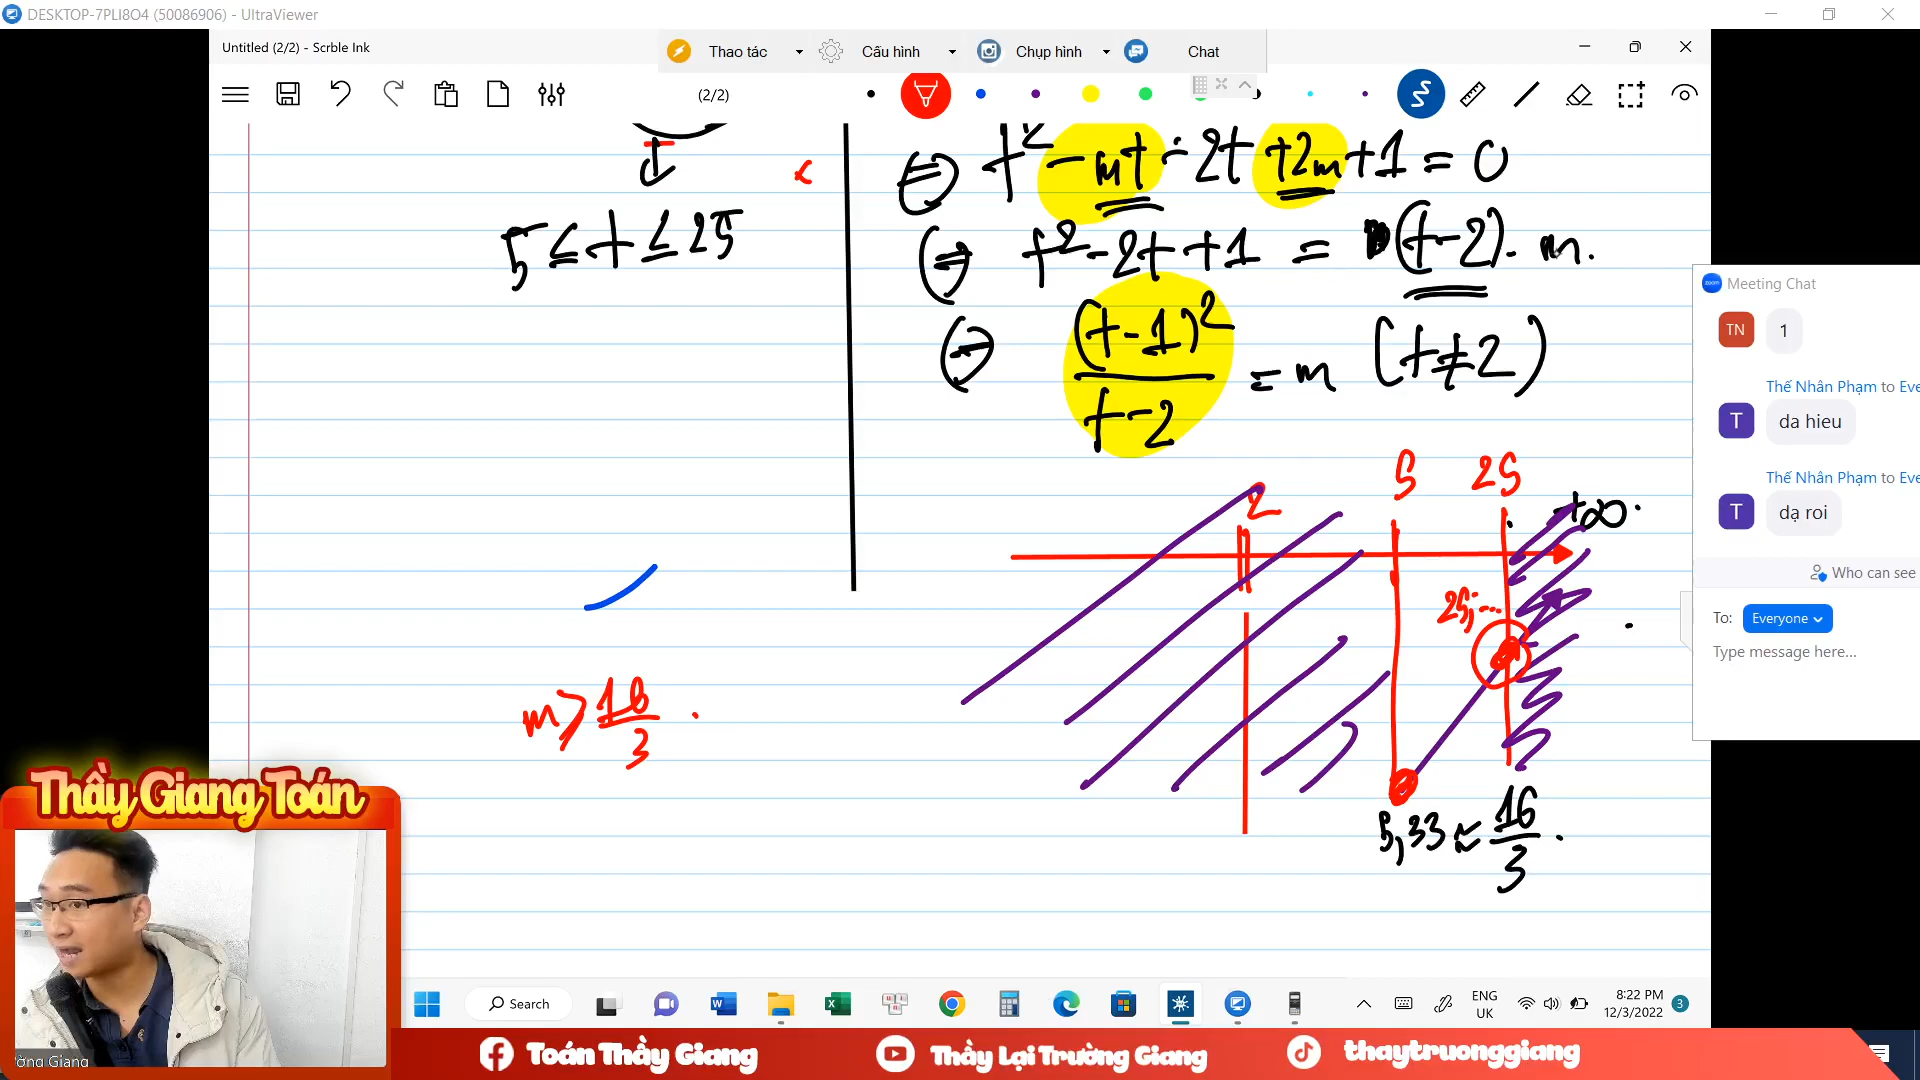 DESKTOP-7PLI8O4 (50086906) - UltraViewer
Untitled (2/2) - Scrble Ink
Thao tác
Cấu hình
Chụp hình
Chat
(2/2)
⇔ t² - mt - 2t + 2m + 1 = 0
5 ≤ t ≤ 25
⇔ t² - 2t + 1 = (t-2). m.
⇔ (t-1)²/(t-2) = m (t≠2)
2 5 25
+∞.
25,...
m > 16/3 .
5,33 ≈ 16/3 .
Meeting Chat
TN 1
Thế Nhân Phạm to Eve
T da hieu
Thế Nhân Phạm to Eve
T dạ roi
Who can see
To: Everyone
Type message here...
Thầy Giang Toán
ờng Giang
Search
ENG
UK
8:22 PM
12/3/2022
3
Toán Thầy Giang
Thầy Lại Trường Giang
thaytruonggiang